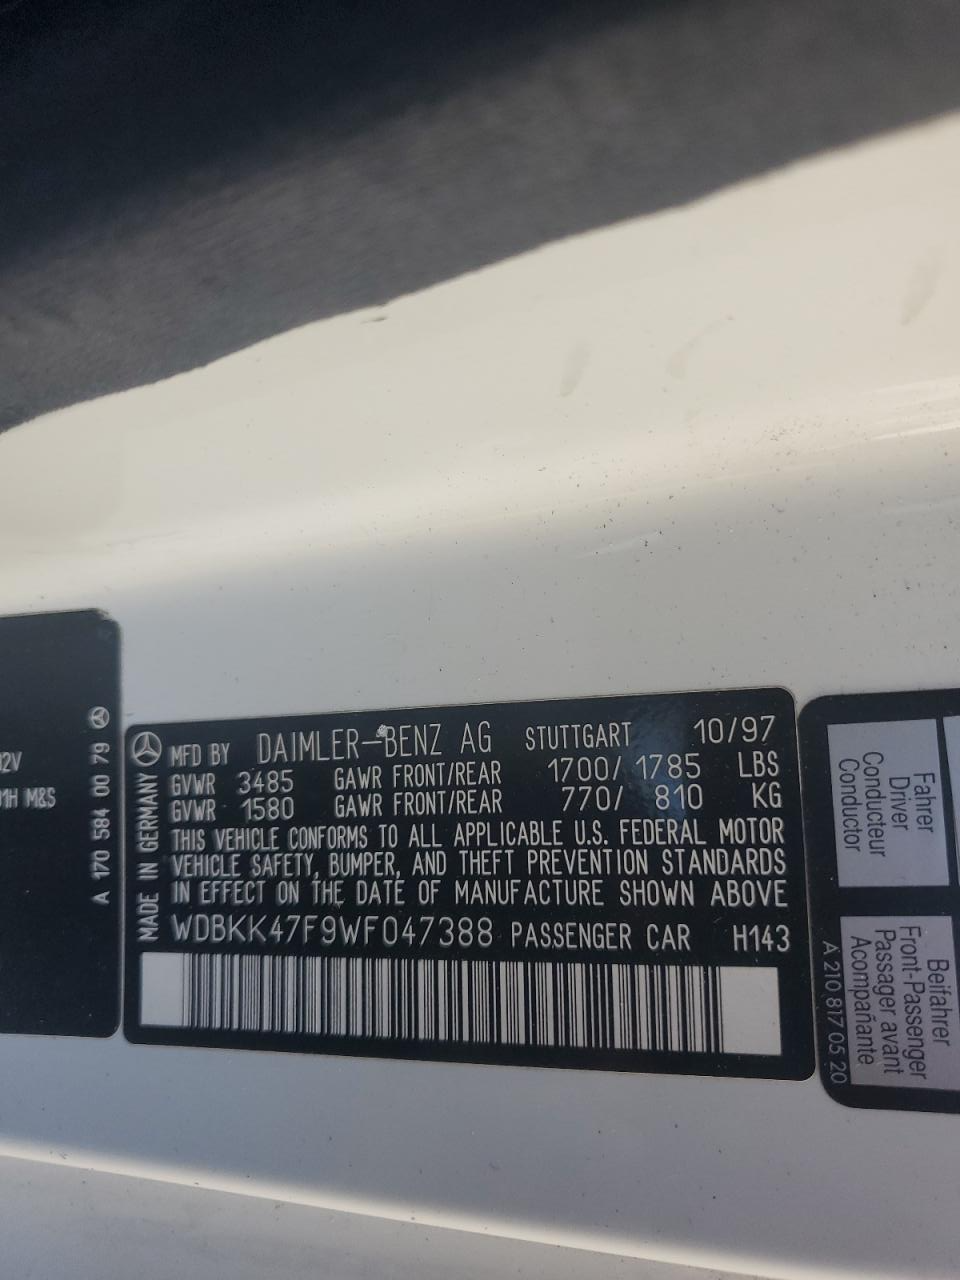 02V
01H M&S
A 170 584 00 79
MADE IN GERMANY
MFD BY DAIMLER-BENZ AG STUTTGART 10/97
GVWR 3485 GAWR FRONT/REAR 1700/ 1785 LBS
GVWR 1580 GAWR FRONT/REAR 770/ 810 KG
THIS VEHICLE CONFORMS TO ALL APPLICABLE U.S. FEDERAL MOTOR
VEHICLE SAFETY, BUMPER, AND THEFT PREVENTION STANDARDS
IN EFFECT ON THE DATE OF MANUFACTURE SHOWN ABOVE
WDBKK47F9WF047388 PASSENGER CAR H143
Fahrer
Driver
Conducteur
Conductor
Beifahrer
Front-Passenger
Passager avant
Acompañante
A 210 817 05 20